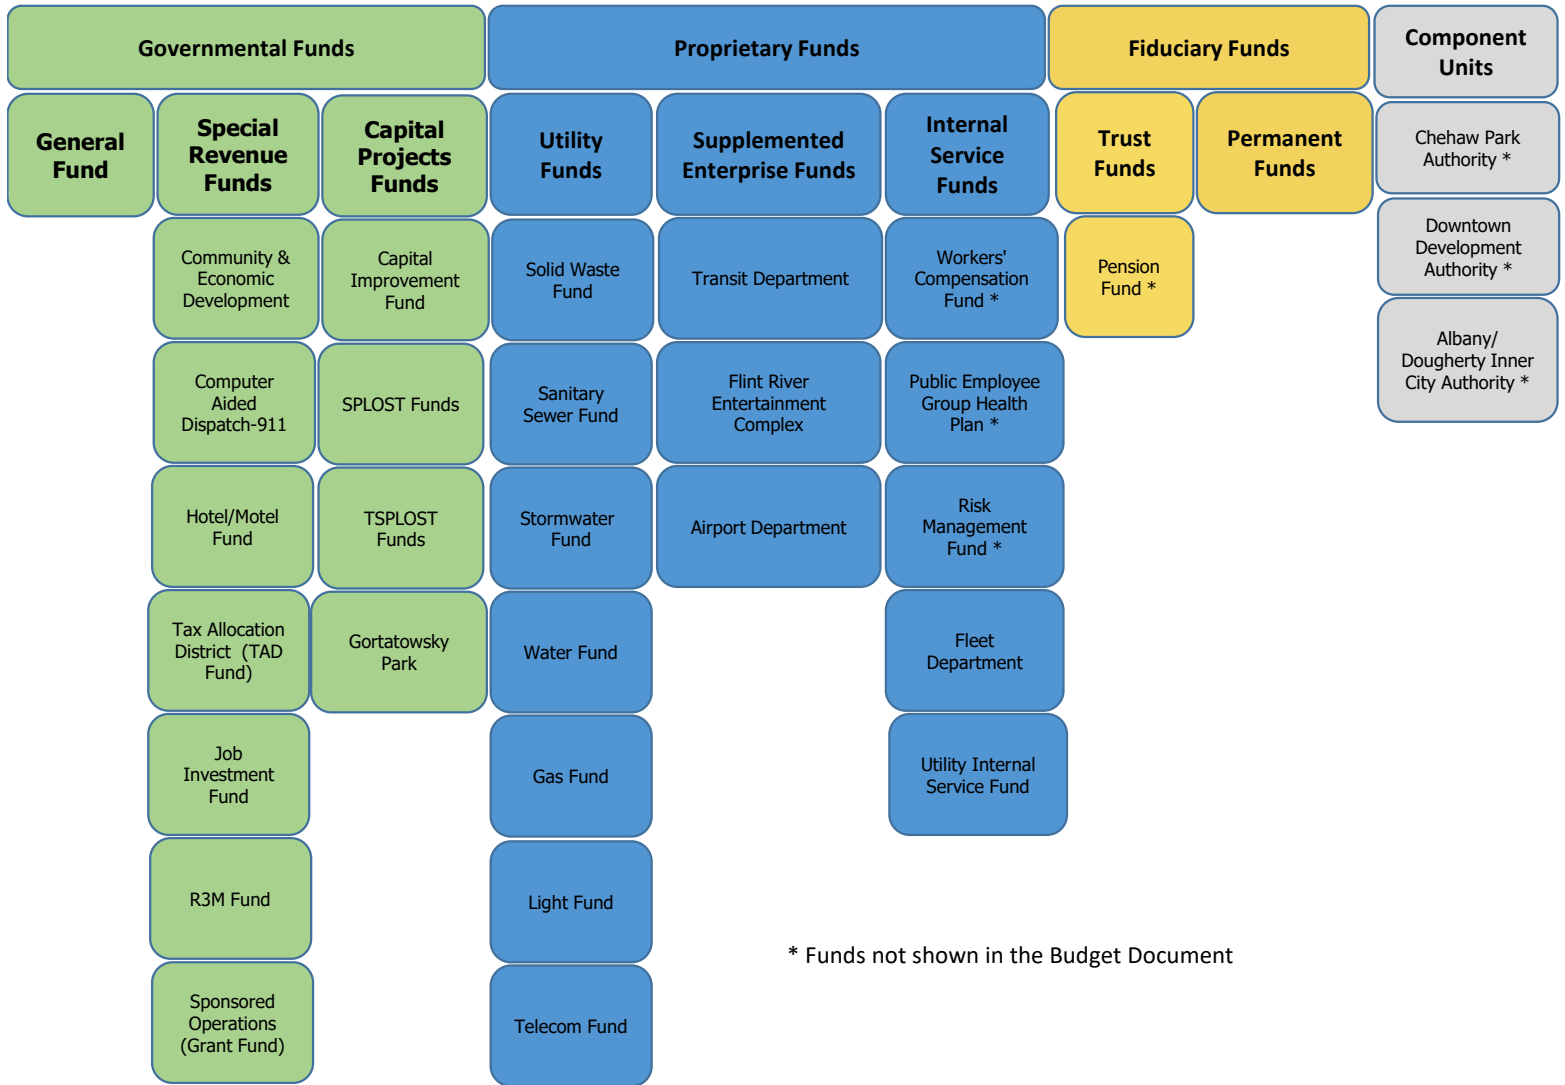 Governmental Funds
Proprietary Funds
Fiduciary Funds
Component
Units
General
Fund
Special
Revenue
Funds
Capital
Projects
Funds
Utility
Funds
Supplemented
Enterprise Funds
Internal
Service
Funds
Trust
Funds
Permanent
Funds
Chehaw Park
Authority *
Downtown
Development
Authority *
Albany/
Dougherty Inner
City Authority *
Community &
Economic
Development
Capital
Improvement
Fund
Solid Waste
Fund
Transit Department
Workers'
Compensation
Fund *
Pension
Fund *
Computer
Aided
Dispatch-911
SPLOST Funds
Sanitary
Sewer Fund
Flint River
Entertainment
Complex
Public Employee
Group Health
Plan *
Hotel/Motel
Fund
TSPLOST
Funds
Stormwater
Fund
Airport Department
Risk
Management
Fund *
Tax Allocation
District (TAD
Fund)
Gortatowsky
Park
Water Fund
Fleet
Department
Job
Investment
Fund
Gas Fund
Utility Internal
Service Fund
R3M Fund
Light Fund
* Funds not shown in the Budget Document
Sponsored
Operations
(Grant Fund)
Telecom Fund